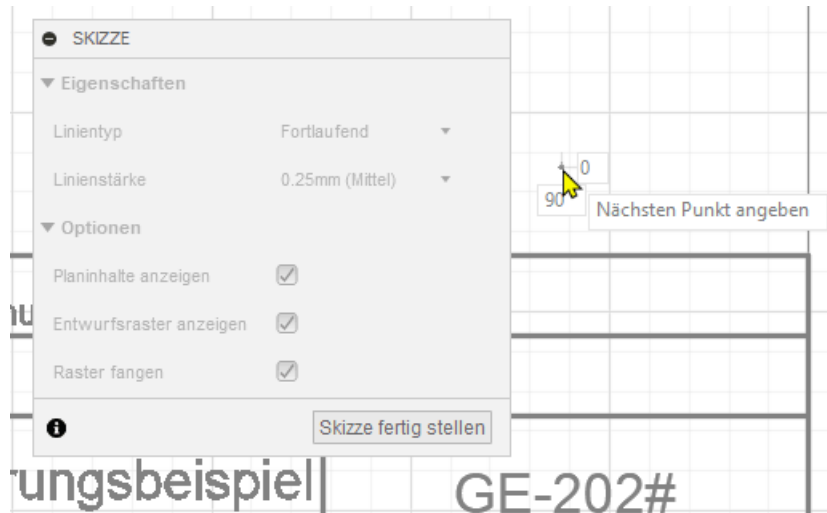 SKIZZE
Eigenschaften
Linientyp Fortlaufend
Linienstärke 0.25mm (Mittel)
0
90
Nächsten Punkt angeben
Optionen
Planinhalte anzeigen
Entwurfsraster anzeigen
Raster fangen
Skizze fertig stellen
rungsbeispiel
GE-202#